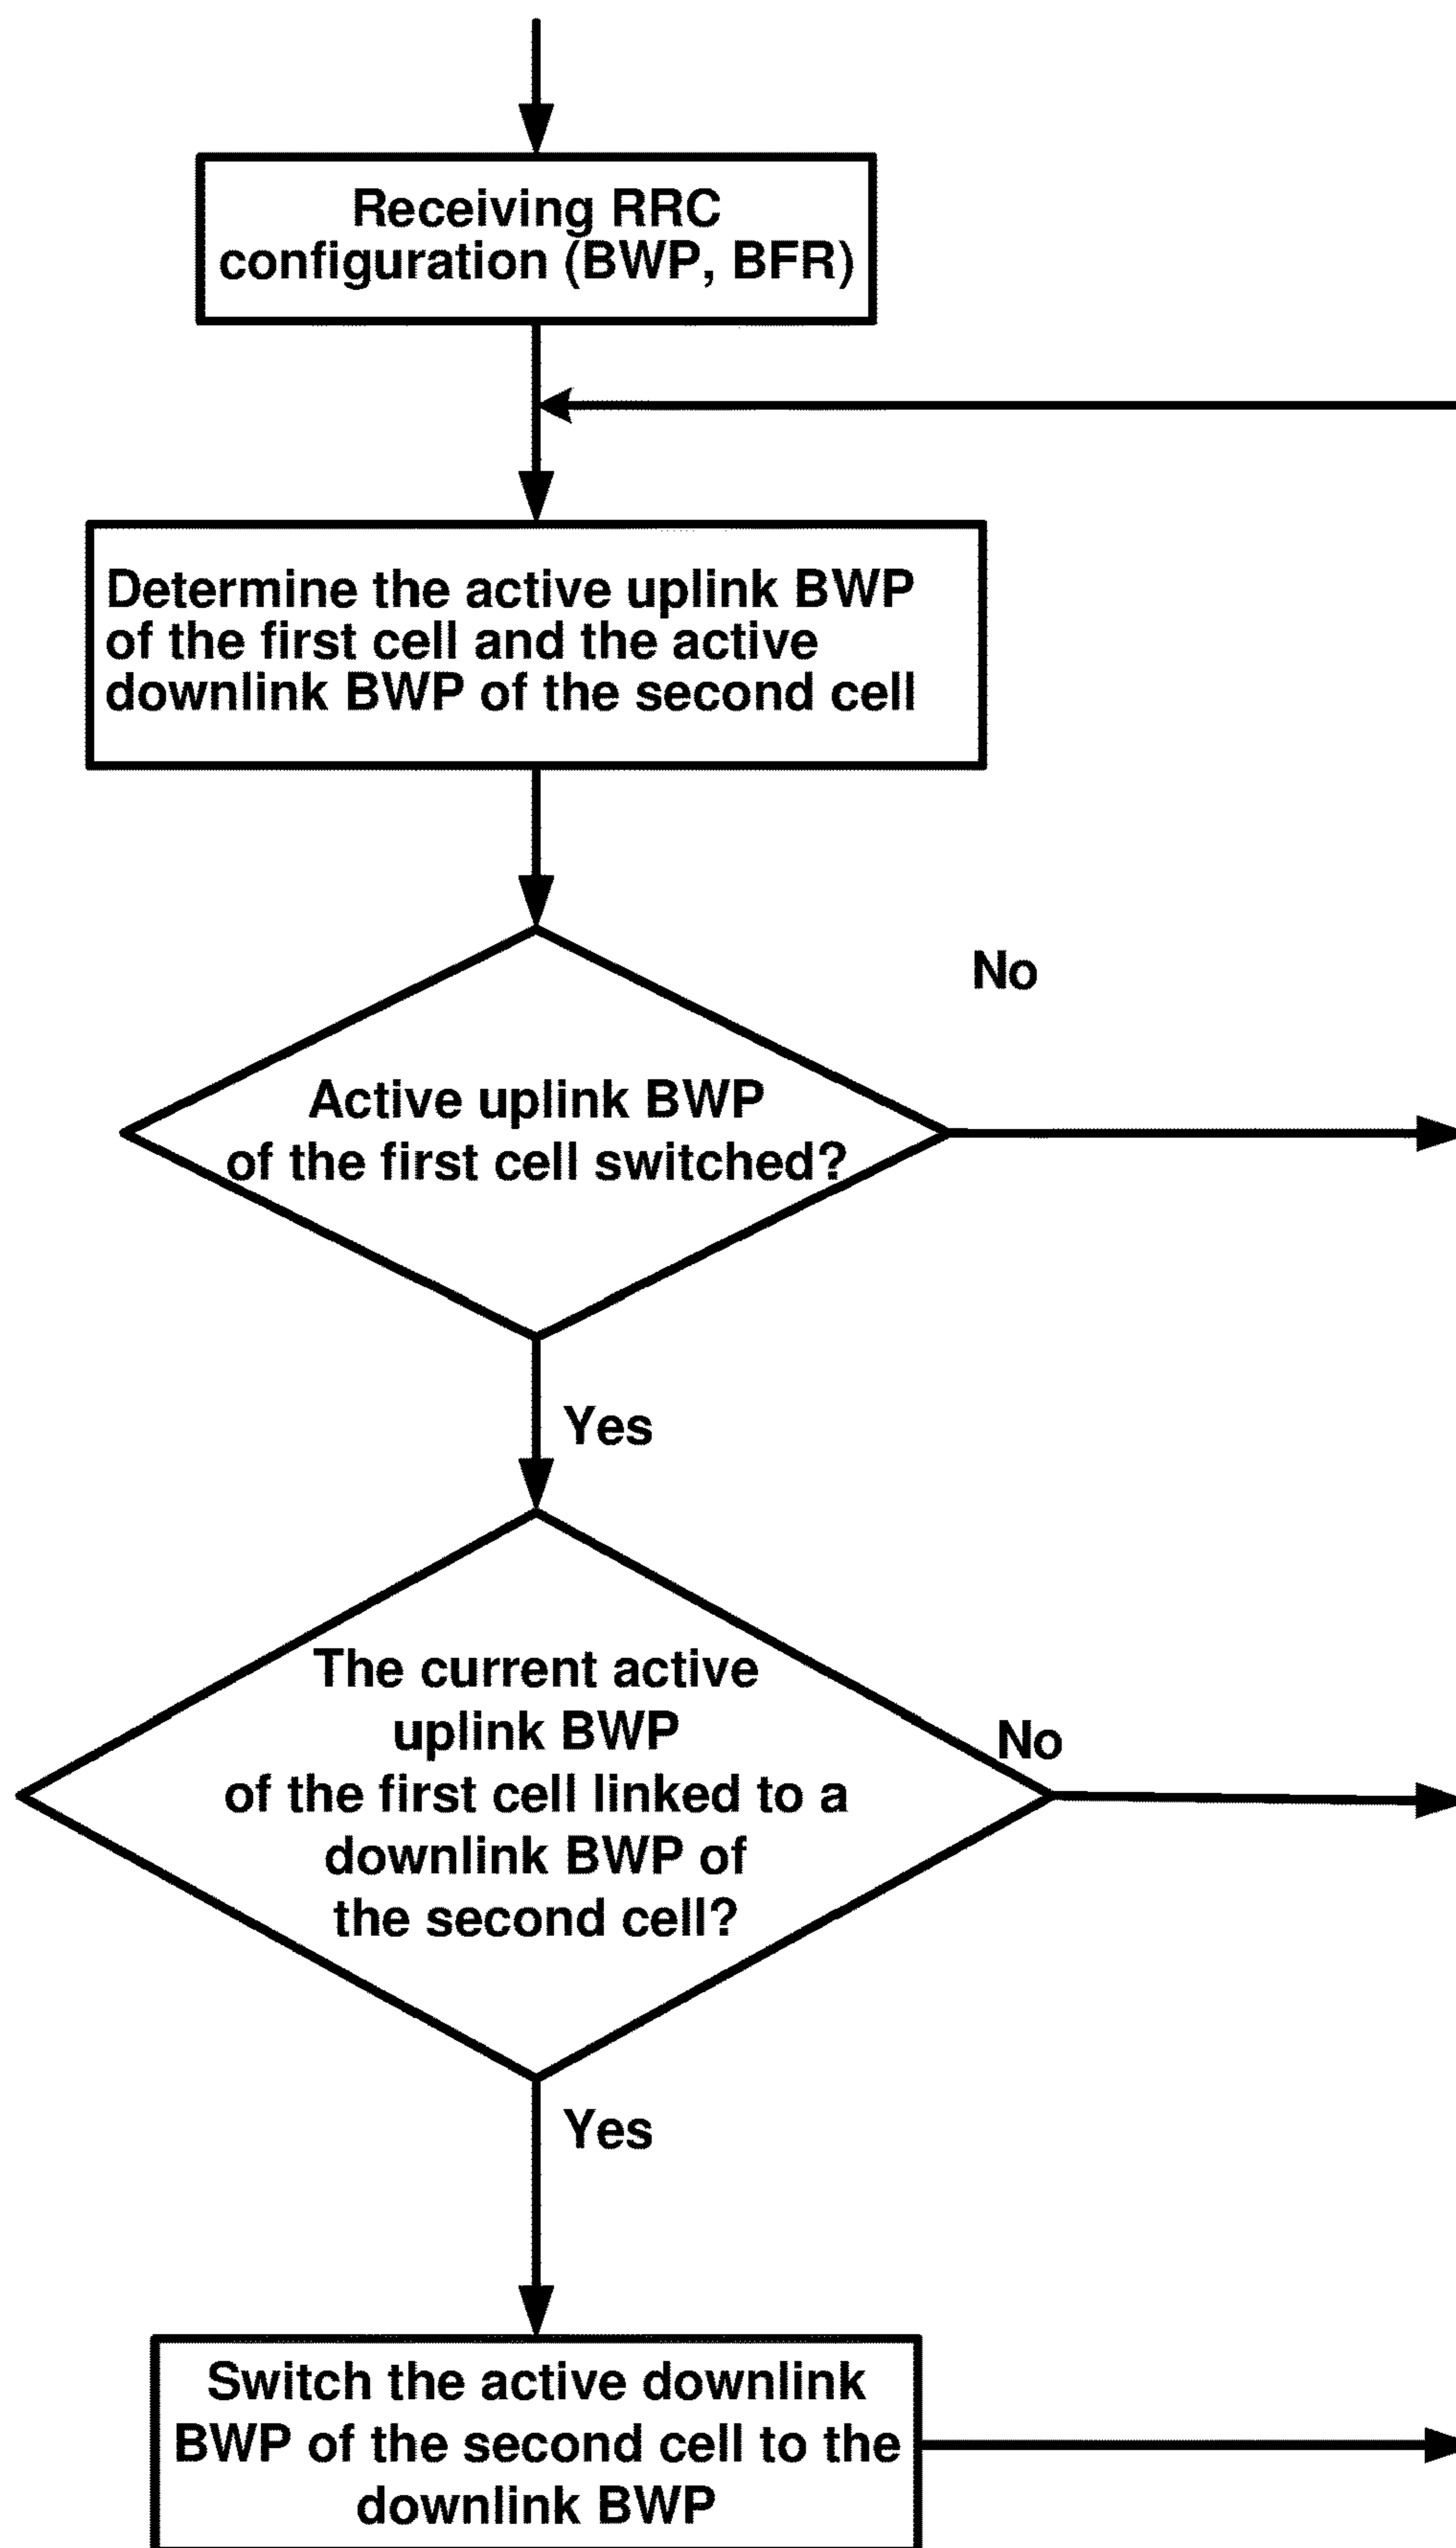 Receiving RRC
configuration (BWP, BFR)
Determine the active uplink BWP
of the first cell and the active
downlink BWP of the second cell
No
Active uplink BWP
of the first cell switched?
Yes
The current active
uplink BWP
No
of the first cell linked to a
downlink BWP of
the second cell?
Yes
Switch the active downlink
BWP of the second cell to the
downlink BWP